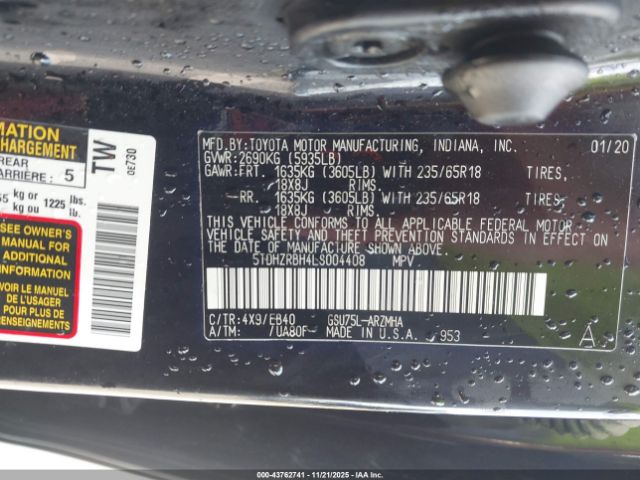 MFD.BY:TOYOTA MOTOR MANUFACTURING, INDIANA, INC. 01/20
GVWR:2690KG (5935LB)
GAWR:FRT. 1635KG (3605LB) WITH 235/65R18 TIRES,
18X8J RIMS,
RR. 1635KG (3605LB) WITH 235/65R18 TIRES,
18X8J RIMS.
THIS VEHICLE CONFORMS TO ALL APPLICABLE FEDERAL MOTOR
VEHICLE SAFETY AND THEFT PREVENTION STANDARDS IN EFFECT ON
THE DATE OF MANUFACTURE SHOWN ABOVE.
5TDHZRBH4LS004408 MPV
C/TR:4X9/EB40 GSU75L-ARZMHA
A/TM: /UA80F MADE IN U.S.A. 953 A
MATION
CHARGEMENT
REAR
ARRIÈRE: 5
kg or 1225 lbs.
kg ou lb.
SEE OWNER'S
MANUAL FOR
ADDITIONAL
INFORMATION
VOIR LE MANUEL
DE L'USAGER
POUR PLUS DE
RENSEIGNEMENTS
TW
OE730
00-43762741 - 11/21/2025 - IAAI.COM